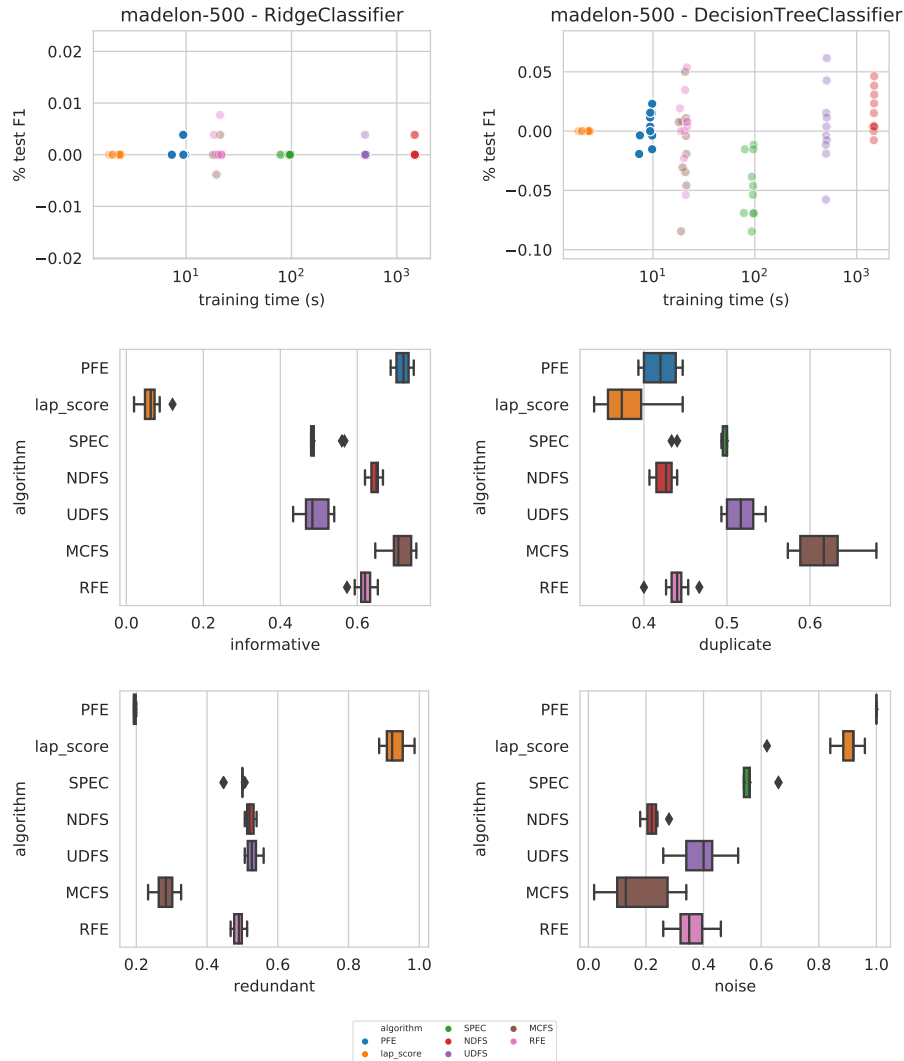 madelon-500 - RidgeClassifier
% test F1
0.02
0.01
0.00
−0.01
−0.02
10¹ 10² 10³
training time (s)
madelon-500 - DecisionTreeClassifier
% test F1
0.05
0.00
−0.05
−0.10
10¹ 10² 10³
training time (s)
algorithm
PFE
lap_score
SPEC
NDFS
UDFS
MCFS
RFE
0.0 0.2 0.4 0.6
informative
algorithm
PFE
lap_score
SPEC
NDFS
UDFS
MCFS
RFE
0.4 0.5 0.6
duplicate
algorithm
PFE
lap_score
SPEC
NDFS
UDFS
MCFS
RFE
0.2 0.4 0.6 0.8 1.0
redundant
algorithm
PFE
lap_score
SPEC
NDFS
UDFS
MCFS
RFE
0.0 0.2 0.4 0.6 0.8 1.0
noise
algorithm
PFE
lap_score
SPEC
NDFS
UDFS
MCFS
RFE